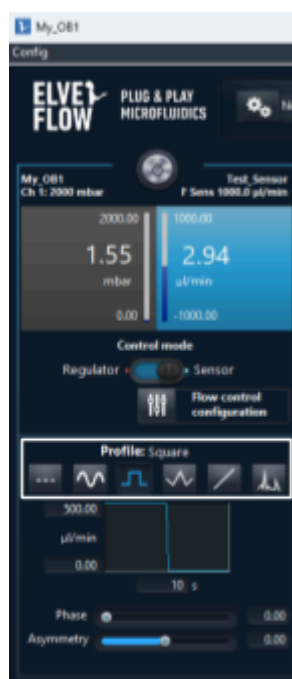 My_OB1
Config
ELVE FLOW
PLUG & PLAY
MICROFLUIDICS
My_OB1
Ch 1: 2000 mbar
Test_Sensor
F Sens 1000.0 µl/min
2000.00
1.55
mbar
0.00
1000.00
2.94
µl/min
-1000.00
Control mode
Regulator
Sensor
Flow control
configuration
Profile: Square
500.00
µl/min
0.00
10 s
Phase
0.00
Asymmetry
0.00